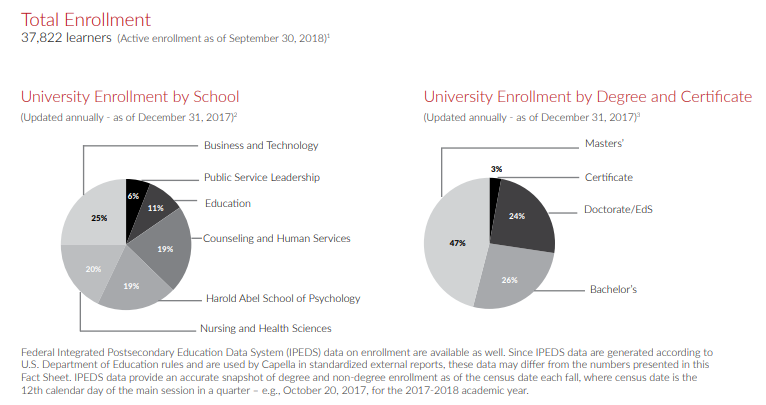 Total Enrollment
37,822 learners (Active enrollment as of September 30, 2018)¹
University Enrollment by School
(Updated annually - as of December 31, 2017)²
Business and Technology
Public Service Leadership
Education
Counseling and Human Services
Harold Abel School of Psychology
Nursing and Health Sciences
6%
11%
19%
19%
20%
25%
University Enrollment by Degree and Certificate
(Updated annually - as of December 31, 2017)³
Masters'
Certificate
Doctorate/EdS
Bachelor's
3%
24%
26%
47%
Federal Integrated Postsecondary Education Data System (IPEDS) data on enrollment are available as well. Since IPEDS data are generated according to
U.S. Department of Education rules and are used by Capella in standardized external reports, these data may differ from the numbers presented in this
Fact Sheet. IPEDS data provide an accurate snapshot of degree and non-degree enrollment as of the census date each fall, where census date is the
12th calendar day of the main session in a quarter – e.g., October 20, 2017, for the 2017-2018 academic year.